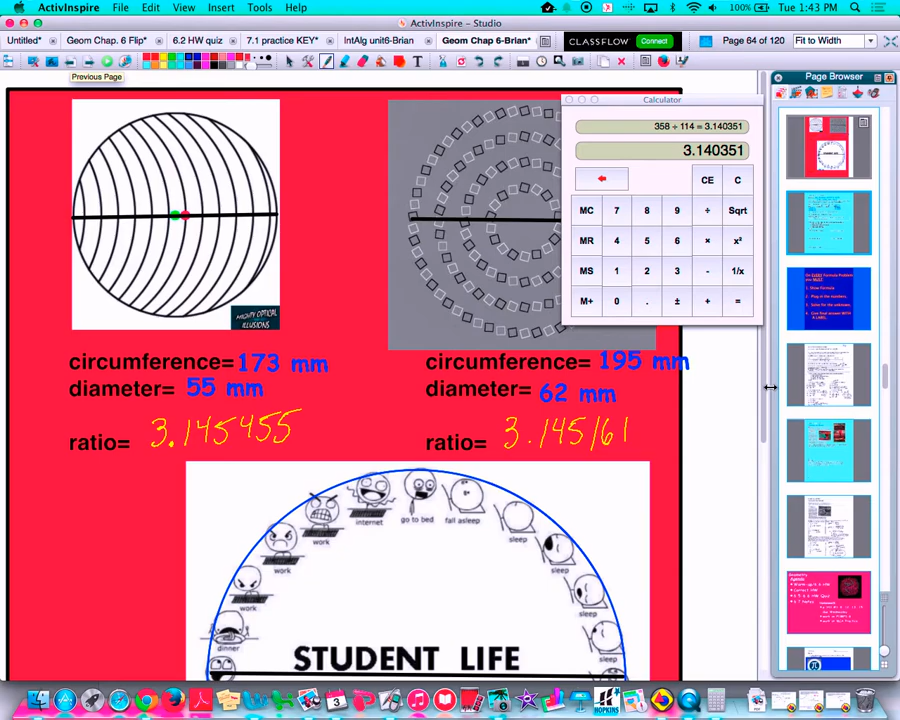 ActivInspire File Edit View Insert Tools Help 100% Tue 1:43 PM
ActivInspire - Studio
Untitled* Geom Chap. 6 Flip* 6.2 HW quiz 7.1 practice KEY* IntAlg unit6-Brian Geom Chap 6-Brian* CLASSFLOW Connect Page 64 of 120 Fit to Width
Previous Page
Page Browser
Calculator
358 ÷ 114 = 3.140351
3.140351
CE C
MC 7 8 9 ÷ Sqrt
MR 4 5 6 × x²
MS 1 2 3 - 1/x
M+ 0 . ± + =
MIGHTY OPTICAL
ILLUSIONS
circumference= 173 mm
diameter= 55 mm
ratio= 3.145455
circumference= 195 mm
diameter= 62 mm
ratio= 3.145161
internet
go to bed
fall asleep
work
sleep
work
sleep
work
sleep
dinner
sleep
STUDENT LIFE
HOPKINS